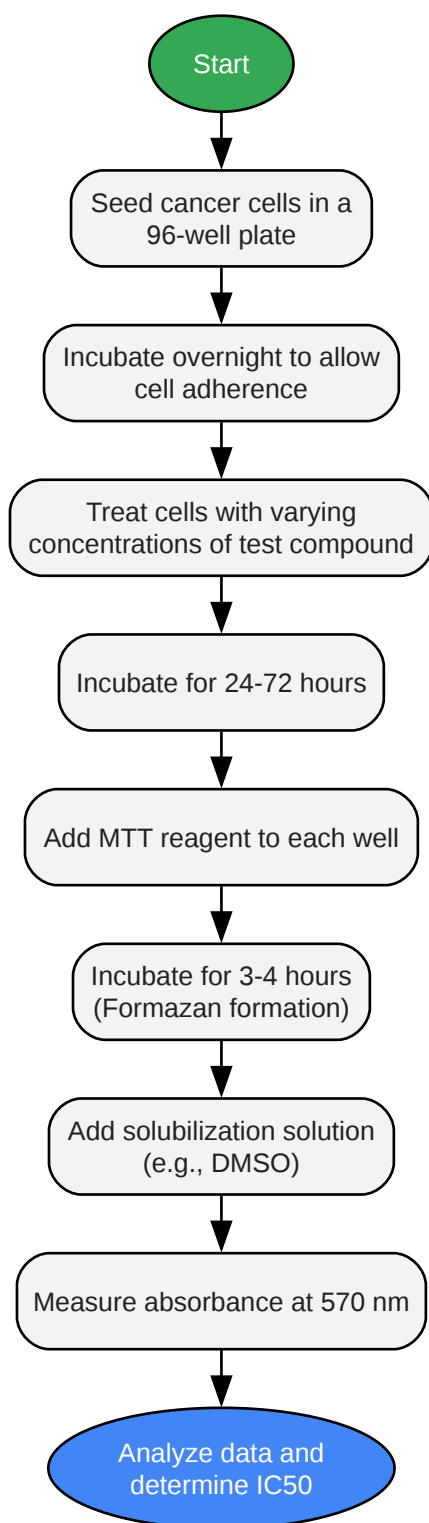 Start
Seed cancer cells in a
96-well plate
Incubate overnight to allow
cell adherence
Treat cells with varying
concentrations of test compound
Incubate for 24-72 hours
Add MTT reagent to each well
Incubate for 3-4 hours
(Formazan formation)
Add solubilization solution
(e.g., DMSO)
Measure absorbance at 570 nm
Analyze data and
determine IC50